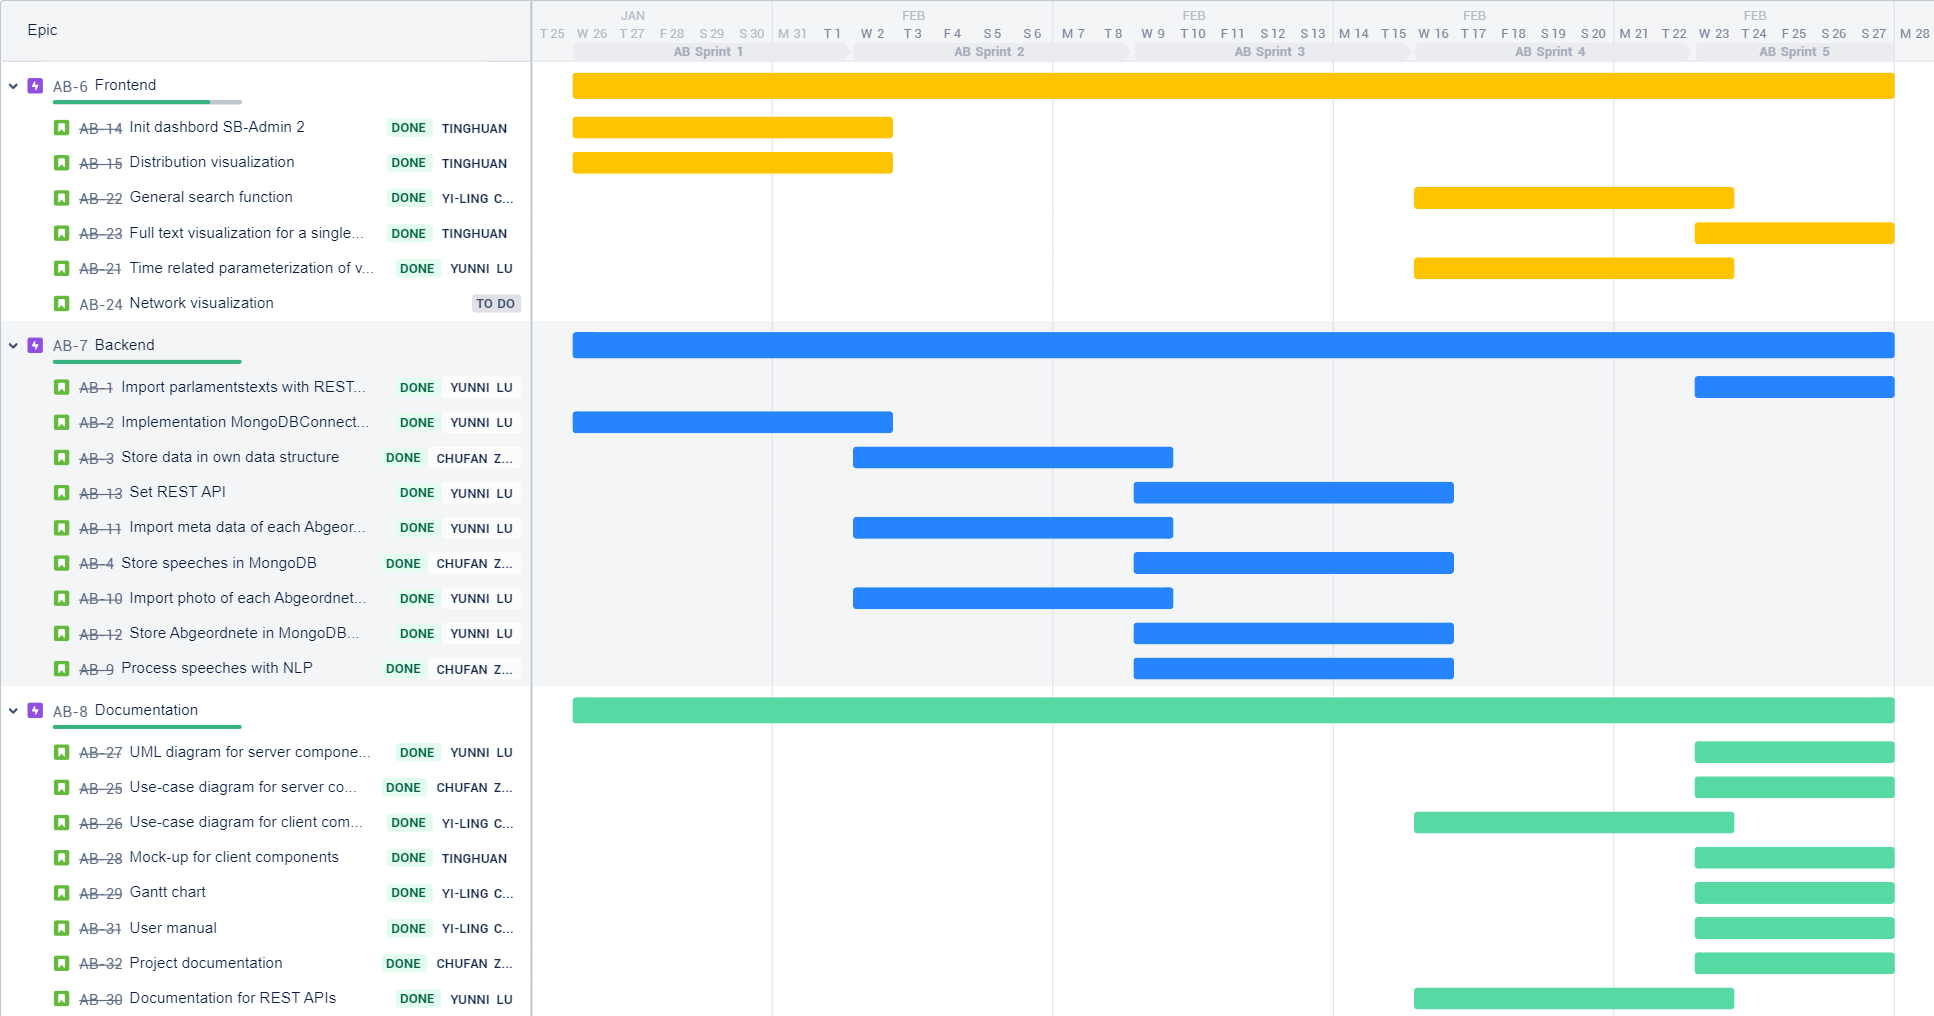 Epic
JAN FEB FEB FEB FEB
T 25 W 26 T 27 F 28 S 29 S 30 M 31 T 1 W 2 T 3 F 4 S 5 S 6 M 7 T 8 W 9 T 10 F 11 S 12 S 13 M 14 T 15 W 16 T 17 F 18 S 19 S 20 M 21 T 22 W 23 T 24 F 25 S 26 S 27 M 28
AB Sprint 1 AB Sprint 2 AB Sprint 3 AB Sprint 4 AB Sprint 5
AB-6 Frontend
AB-14 Init dashbord SB-Admin 2 DONE TINGHUAN
AB-15 Distribution visualization DONE TINGHUAN
AB-22 General search function DONE YI-LING C...
AB-23 Full text visualization for a single... DONE TINGHUAN
AB-21 Time related parameterization of v... DONE YUNNI LU
AB-24 Network visualization TO DO
AB-7 Backend
AB-1 Import parlamentstexts with REST... DONE YUNNI LU
AB-2 Implementation MongoDBConnect... DONE YUNNI LU
AB-3 Store data in own data structure DONE CHUFAN Z...
AB-13 Set REST API DONE YUNNI LU
AB-11 Import meta data of each Abgeor... DONE YUNNI LU
AB-4 Store speeches in MongoDB DONE CHUFAN Z...
AB-10 Import photo of each Abgeordnet... DONE YUNNI LU
AB-12 Store Abgeordnete in MongoDB... DONE YUNNI LU
AB-9 Process speeches with NLP DONE CHUFAN Z...
AB-8 Documentation
AB-27 UML diagram for server compone... DONE YUNNI LU
AB-25 Use-case diagram for server co... DONE CHUFAN Z...
AB-26 Use-case diagram for client com... DONE YI-LING C...
AB-28 Mock-up for client components DONE TINGHUAN
AB-29 Gantt chart DONE YI-LING C...
AB-31 User manual DONE YI-LING C...
AB-32 Project documentation DONE CHUFAN Z...
AB-30 Documentation for REST APIs DONE YUNNI LU